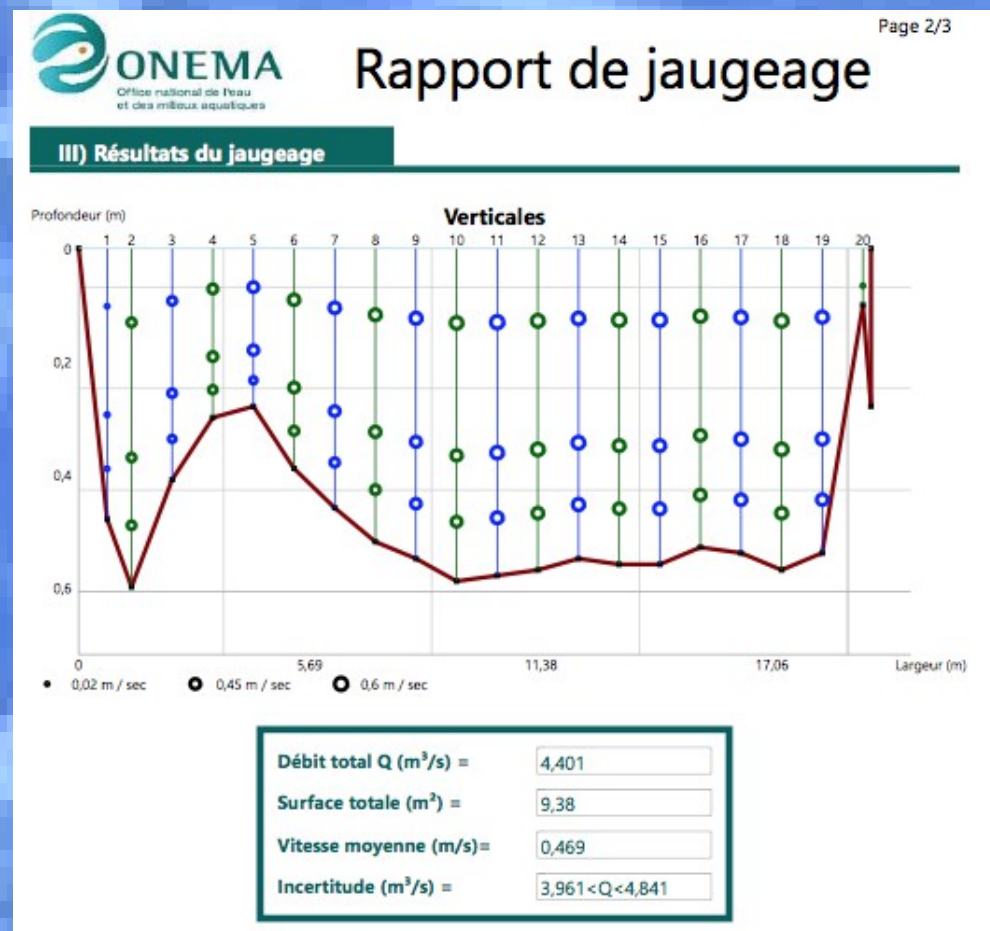 Page 2/3
ONEMA
Office national de l'eau
et des milieux aquatiques
Rapport de jaugeage
III) Résultats du jaugeage
Profondeur (m)
Verticales
1 2 3 4 5 6 7 8 9 10 11 12 13 14 15 16 17 18 19 20
0
0,2
0,4
0,6
0 5,69 11,38 17,06 Largeur (m)
0,02 m / sec 0,45 m / sec 0,6 m / sec
Débit total Q (m³/s) = 4,401
Surface totale (m²) = 9,38
Vitesse moyenne (m/s)= 0,469
Incertitude (m³/s) = 3,961<Q<4,841